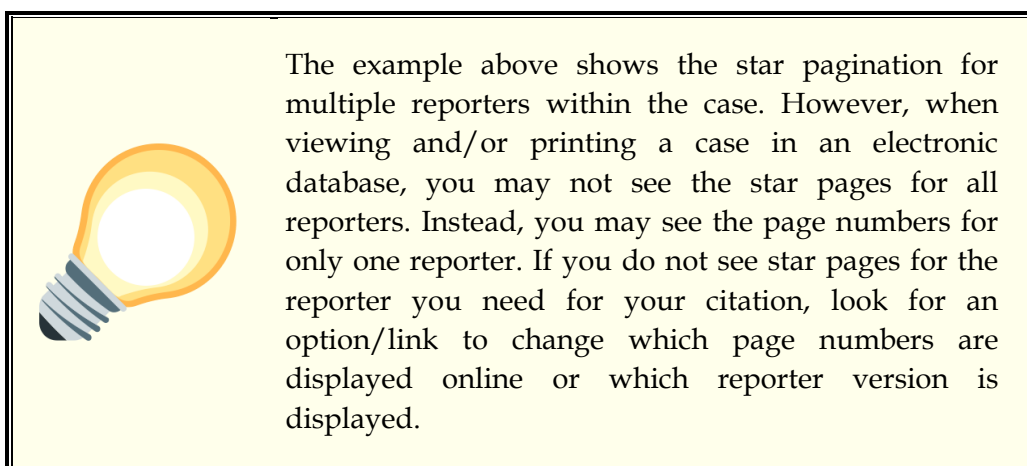 The example above shows the star pagination for
multiple reporters within the case. However, when
viewing and/or printing a case in an electronic
database, you may not see the star pages for all
reporters. Instead, you may see the page numbers for
only one reporter. If you do not see star pages for the
reporter you need for your citation, look for an
option/link to change which page numbers are
displayed online or which reporter version is
displayed.